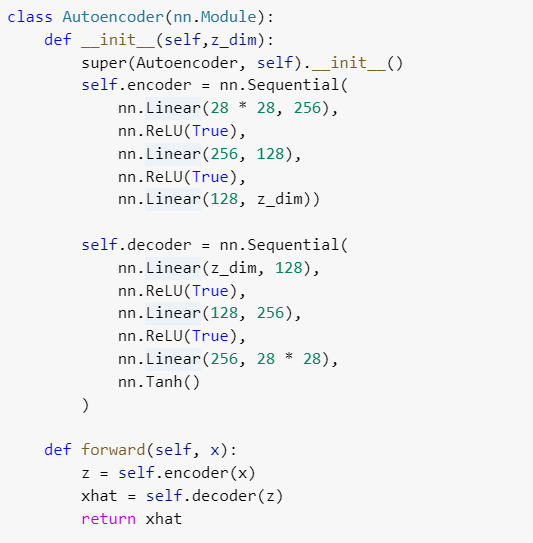 class Autoencoder(nn.Module):
    def __init__(self,z_dim):
        super(Autoencoder, self).__init__()
        self.encoder = nn.Sequential(
            nn.Linear(28 * 28, 256),
            nn.ReLU(True),
            nn.Linear(256, 128),
            nn.ReLU(True),
            nn.Linear(128, z_dim))

        self.decoder = nn.Sequential(
            nn.Linear(z_dim, 128),
            nn.ReLU(True),
            nn.Linear(128, 256),
            nn.ReLU(True),
            nn.Linear(256, 28 * 28),
            nn.Tanh()
        )

    def forward(self, x):
        z = self.encoder(x)
        xhat = self.decoder(z)
        return xhat